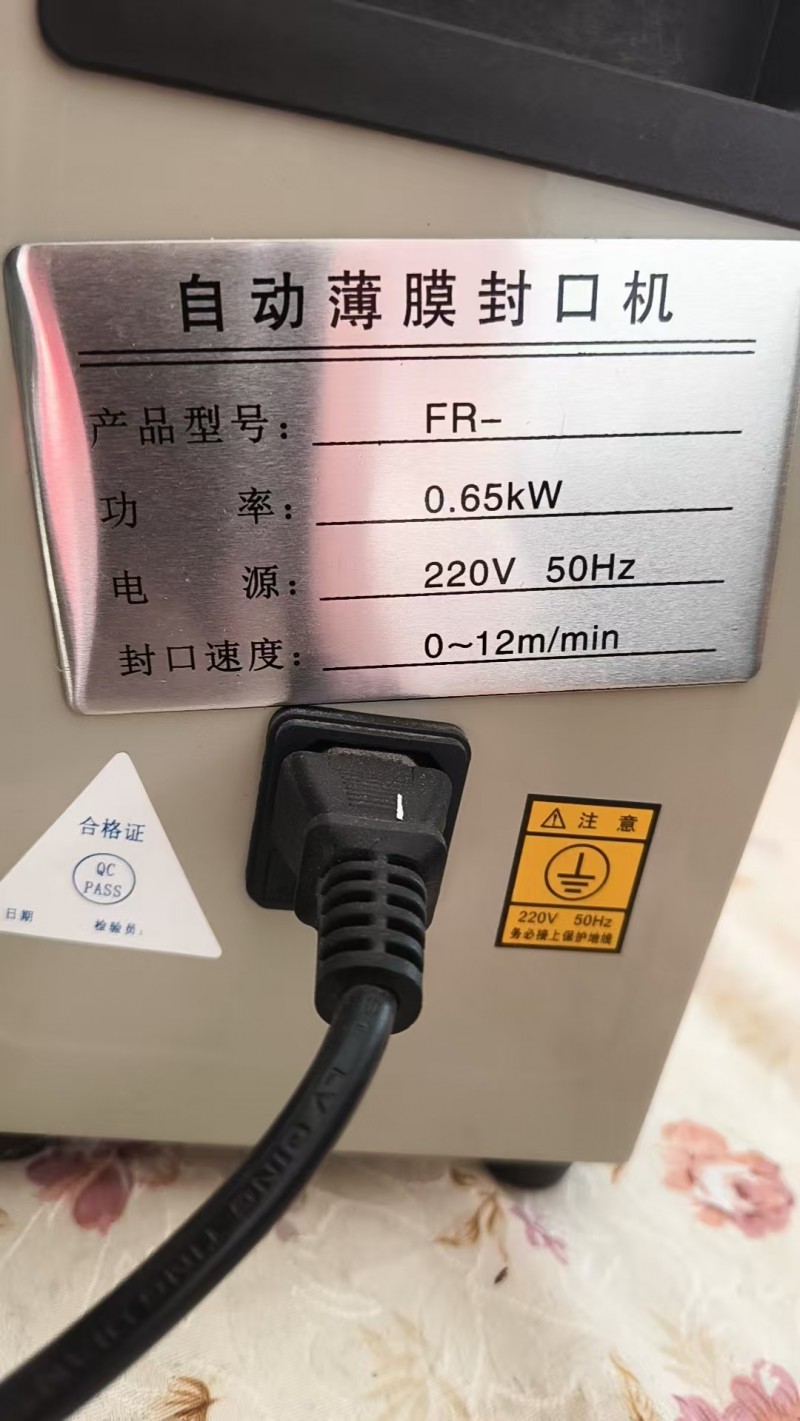 自动薄膜封口机
产品型号： FR-
功 率： 0.65kW
电 源： 220V 50Hz
封口速度： 0~12m/min
合格证
QC
PASS
日期 检验员：
注 意
220V 50Hz
务必接上保护地线